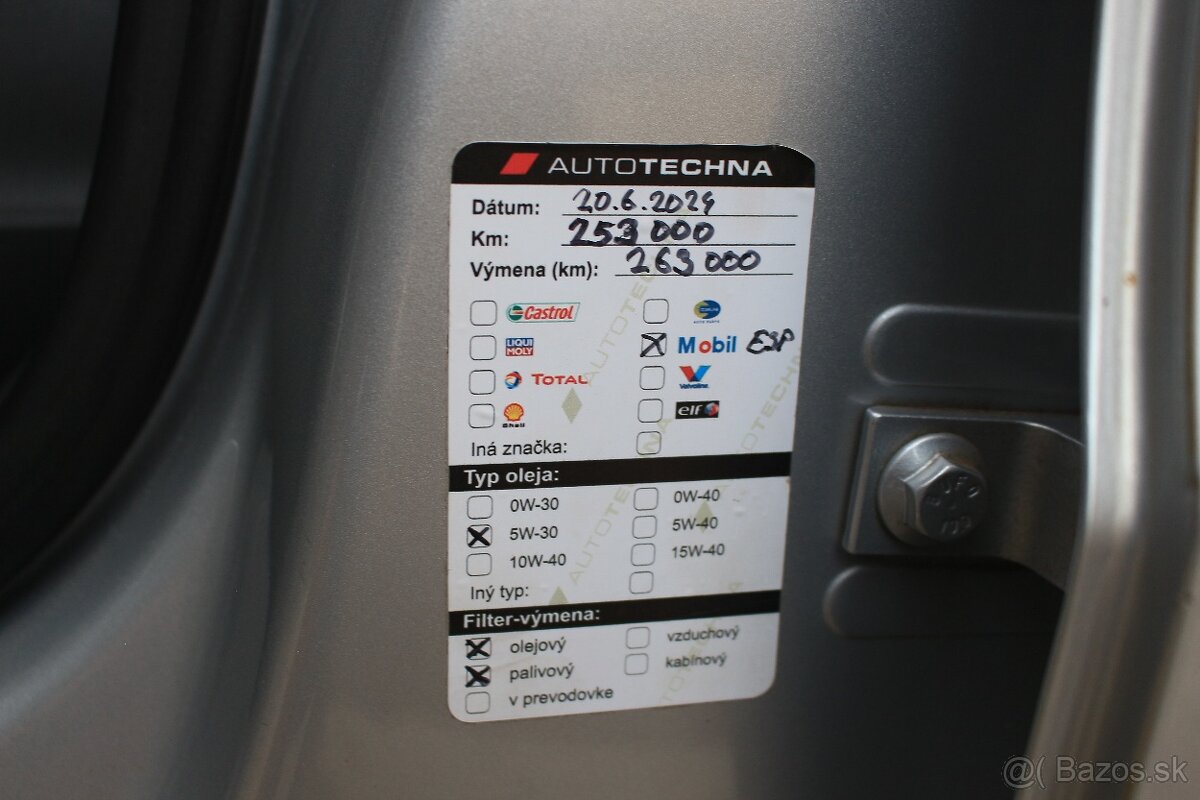 AUTOTECHNA
Dátum: 20.6.2024
Km: 253 000
Výmena (km): 263 000
Castrol
LIQUI MOLY Mobil ESP
TOTAL Valvoline
Shell elf
Iná značka:
Typ oleja:
0W-30 0W-40
5W-30 5W-40
10W-40 15W-40
Iný typ:
Filter-výmena:
olejový vzduchový
palivový kabínový
v prevodovke
AUTOTECHNA
@( Bazos.sk